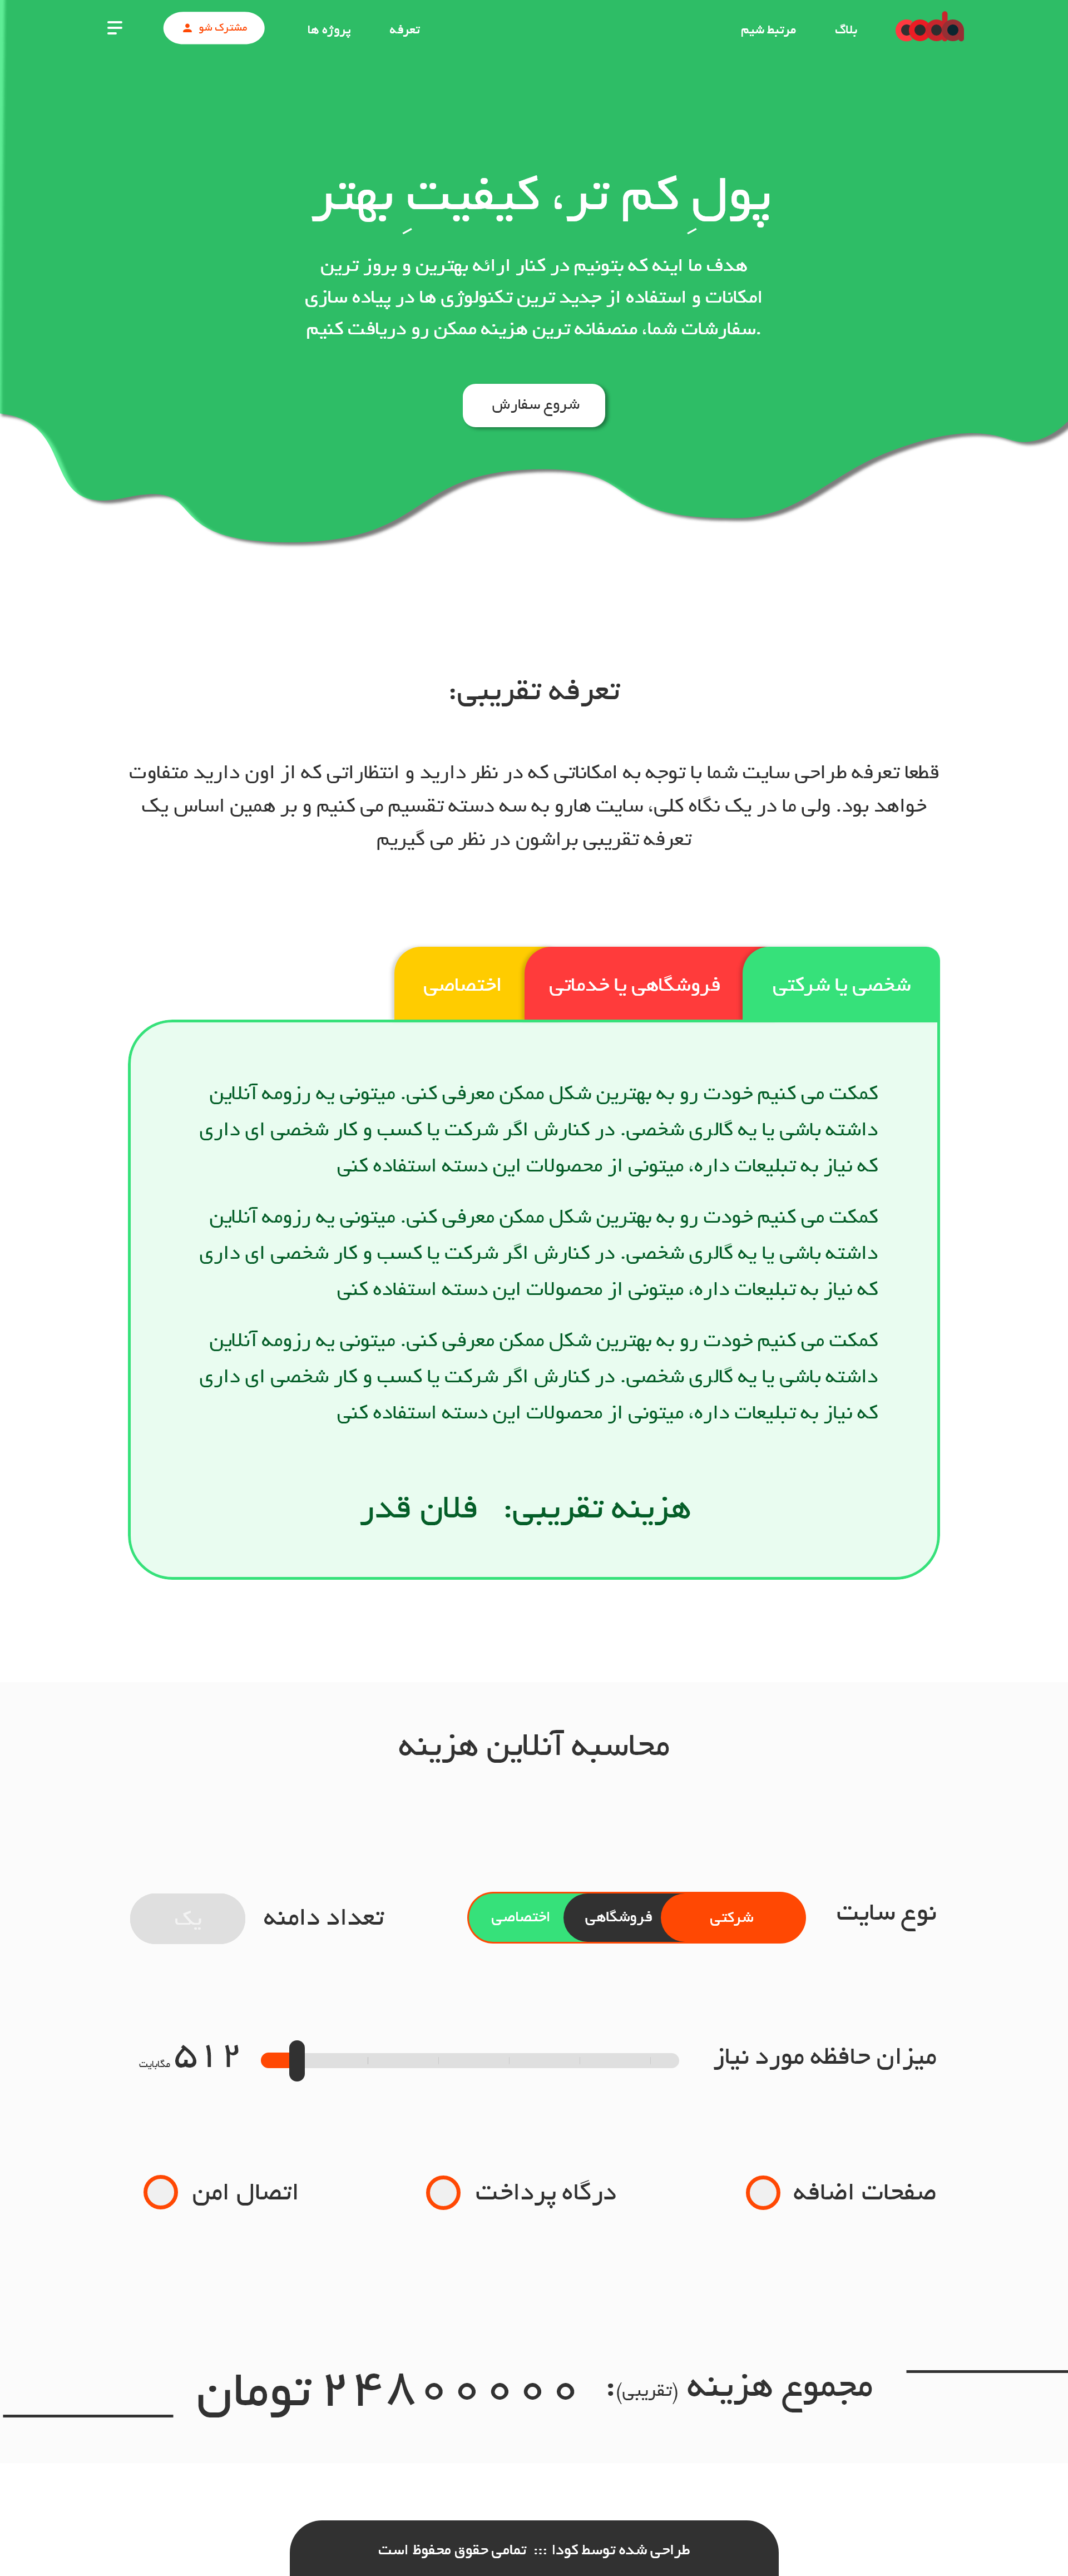 coda
بلاگ
مرتبط شیم
تعرفه
پروژه ها
مشترک شو
پولِ کم تر، کیفیتِ بهتر
هدف ما اینه که بتونیم در کنار ارائه بهترین و بروز ترین
امکانات و استفاده از جدید ترین تکنولوژی ها در پیاده سازی
سفارشات شما، منصفانه ترین هزینه ممکن رو دریافت کنیم.
شروع سفارش
تعرفه تقریبی:
قطعا تعرفه طراحی سایت شما با توجه به امکاناتی که در نظر دارید و انتظاراتی که از اون دارید متفاوت
خواهد بود. ولی ما در یک نگاه کلی، سایت هارو به سه دسته تقسیم می کنیم و بر همین اساس یک
تعرفه تقریبی براشون در نظر می گیریم
شخصی یا شرکتی
فروشگاهی یا خدماتی
اختصاصی
کمکت می کنیم خودت رو به بهترین شکل ممکن معرفی کنی. میتونی یه رزومه آنلاین
داشته باشی یا یه گالری شخصی. در کنارش اگر شرکت یا کسب و کار شخصی ای داری
که نیاز به تبلیعات داره، میتونی از محصولات این دسته استفاده کنی
کمکت می کنیم خودت رو به بهترین شکل ممکن معرفی کنی. میتونی یه رزومه آنلاین
داشته باشی یا یه گالری شخصی. در کنارش اگر شرکت یا کسب و کار شخصی ای داری
که نیاز به تبلیعات داره، میتونی از محصولات این دسته استفاده کنی
کمکت می کنیم خودت رو به بهترین شکل ممکن معرفی کنی. میتونی یه رزومه آنلاین
داشته باشی یا یه گالری شخصی. در کنارش اگر شرکت یا کسب و کار شخصی ای داری
که نیاز به تبلیعات داره، میتونی از محصولات این دسته استفاده کنی
هزینه تقریبی: فلان قدر
محاسبه آنلاین هزینه
نوع سایت
شرکتی
فروشگاهی
اختصاصی
تعداد دامنه
یک
میزان حافظه مورد نیاز
۵۱۲ مگابایت
صفحات اضافه
درگاه پرداخت
اتصال امن
مجموع هزینه (تقریبی): ۲۴۸۰۰۰۰۰ تومان
طراحی شده توسط کودا ::: تمامی حقوق محفوظ است